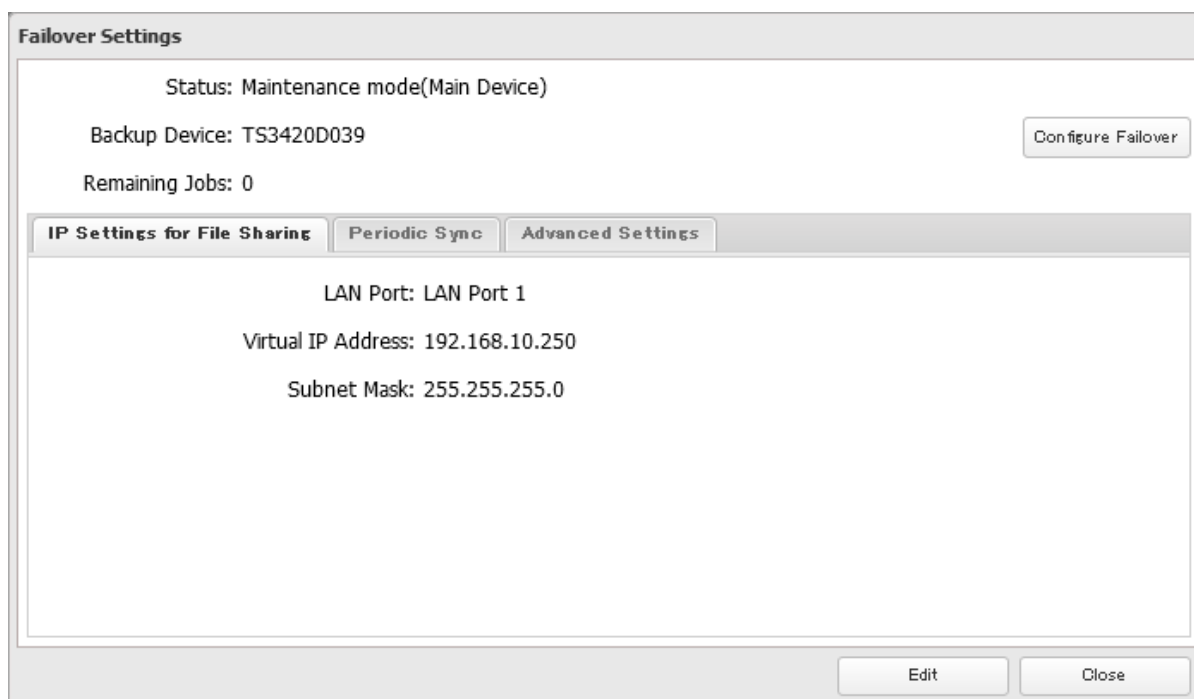 Failover Settings
Status: Maintenance mode(Main Device)
Backup Device: TS3420D039
Configure Failover
Remaining Jobs: 0
IP Settings for File Sharing Periodic Sync Advanced Settings
LAN Port: LAN Port 1
Virtual IP Address: 192.168.10.250
Subnet Mask: 255.255.255.0
Edit Close